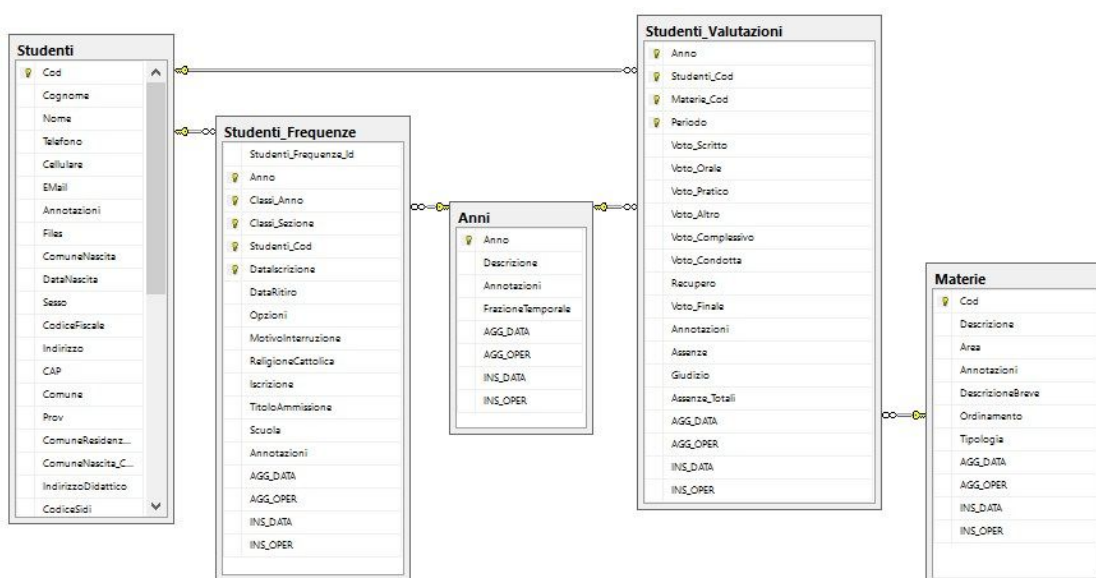 Studenti
Cod
Cognome
Nome
Telefono
Cellulare
EMail
Annotazioni
Files
ComuneNascita
DataNascita
Sesso
CodiceFiscale
Indirizzo
CAP
Comune
Prov
ComuneResidenz...
ComuneNascita_C...
IndirizzoDidattico
CodiceSidi
Studenti_Frequenze
Studenti_Frequenze_Id
Anno
Classi_Anno
Classi_Sezione
Studenti_Cod
DataIscrizione
DataRitiro
Opzioni
MotivoInterruzione
ReligioneCattolica
Iscrizione
TitoloAmmissione
Scuola
Annotazioni
AGG_DATA
AGG_OPER
INS_DATA
INS_OPER
Anni
Anno
Descrizione
Annotazioni
FrazioneTemporale
AGG_DATA
AGG_OPER
INS_DATA
INS_OPER
Studenti_Valutazioni
Anno
Studenti_Cod
Materie_Cod
Periodo
Voto_Scritto
Voto_Orale
Voto_Pratico
Voto_Altro
Voto_Complessivo
Voto_Condotta
Recupero
Voto_Finale
Annotazioni
Assenze
Giudizio
Assenze_Totali
AGG_DATA
AGG_OPER
INS_DATA
INS_OPER
Materie
Cod
Descrizione
Area
Annotazioni
DescrizioneBreve
Ordinamento
Tipologia
AGG_DATA
AGG_OPER
INS_DATA
INS_OPER